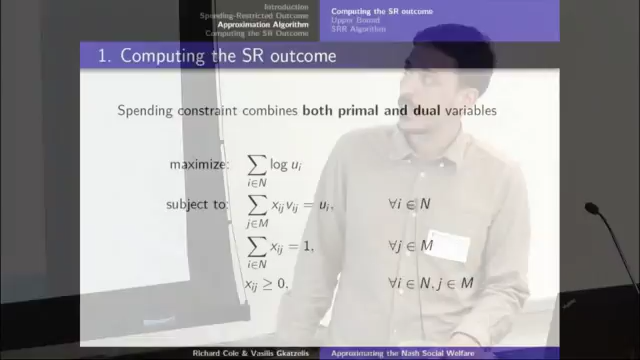 Introduction
Spending-Restricted Outcome
Approximation Algorithm
Computing the SR Outcome
Computing the SR outcome
Upper Bound
SRR Algorithm
1. Computing the SR outcome
Spending constraint combines both primal and dual variables
maximize: ∑_{i∈N} log u_i
subject to: ∑_{j∈M} x_{ij} v_{ij} = u_i, ∀i ∈ N
∑_{i∈N} x_{ij} = 1, ∀j ∈ M
x_{ij} ≥ 0, ∀i ∈ N, j ∈ M
Richard Cole & Vasilis Gkatzelis
Approximating the Nash Social Welfare